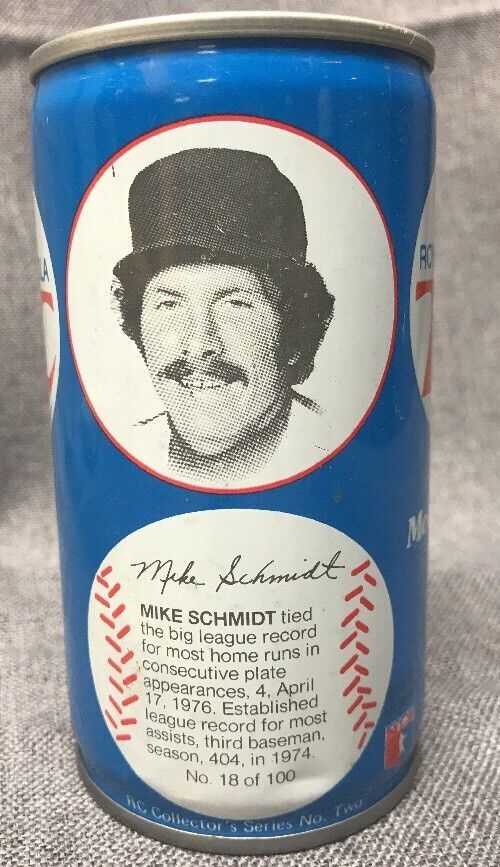 Mike Schmidt
MIKE SCHMIDT tied
the big league record
for most home runs in
consecutive plate
appearances, 4, April
17, 1976. Established
league record for most
assists, third baseman,
season, 404, in 1974.
No. 18 of 100
RC Collector's Series No. Two